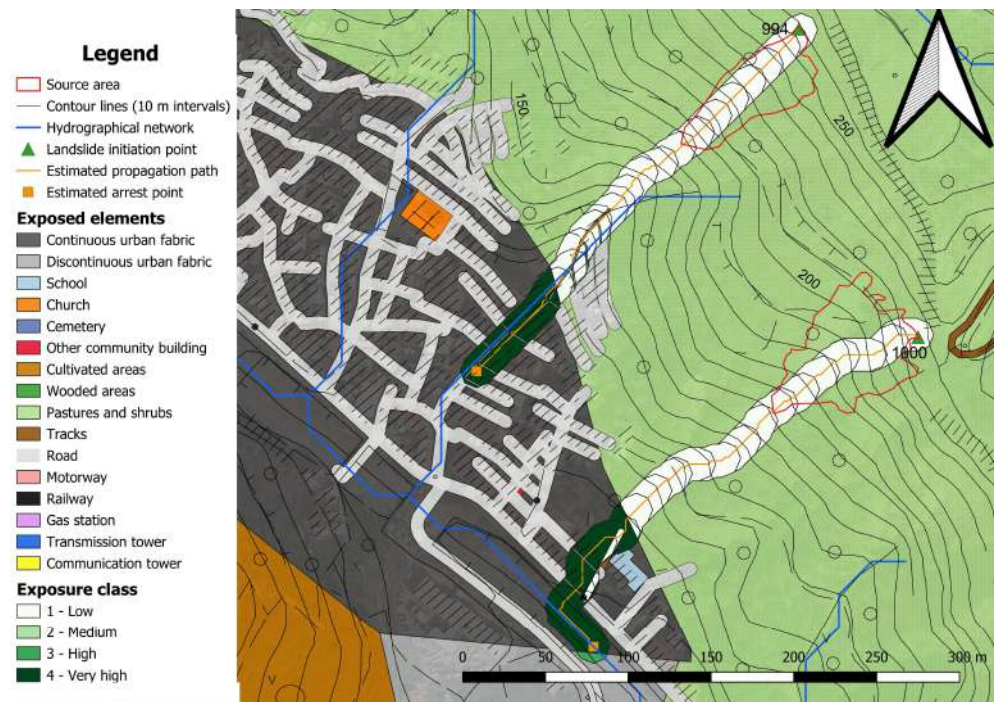 Legend
Source area
Contour lines (10 m intervals)
Hydrographical network
Landslide initiation point
Estimated propagation path
Estimated arrest point
Exposed elements
Continuous urban fabric
Discontinuous urban fabric
School
Church
Cemetery
Other community building
Cultivated areas
Wooded areas
Pastures and shrubs
Tracks
Road
Motorway
Railway
Gas station
Transmission tower
Communication tower
Exposure class
1 - Low
2 - Medium
3 - High
4 - Very high
994
150
250
200
1000
0 50 100 150 200 250 300 m